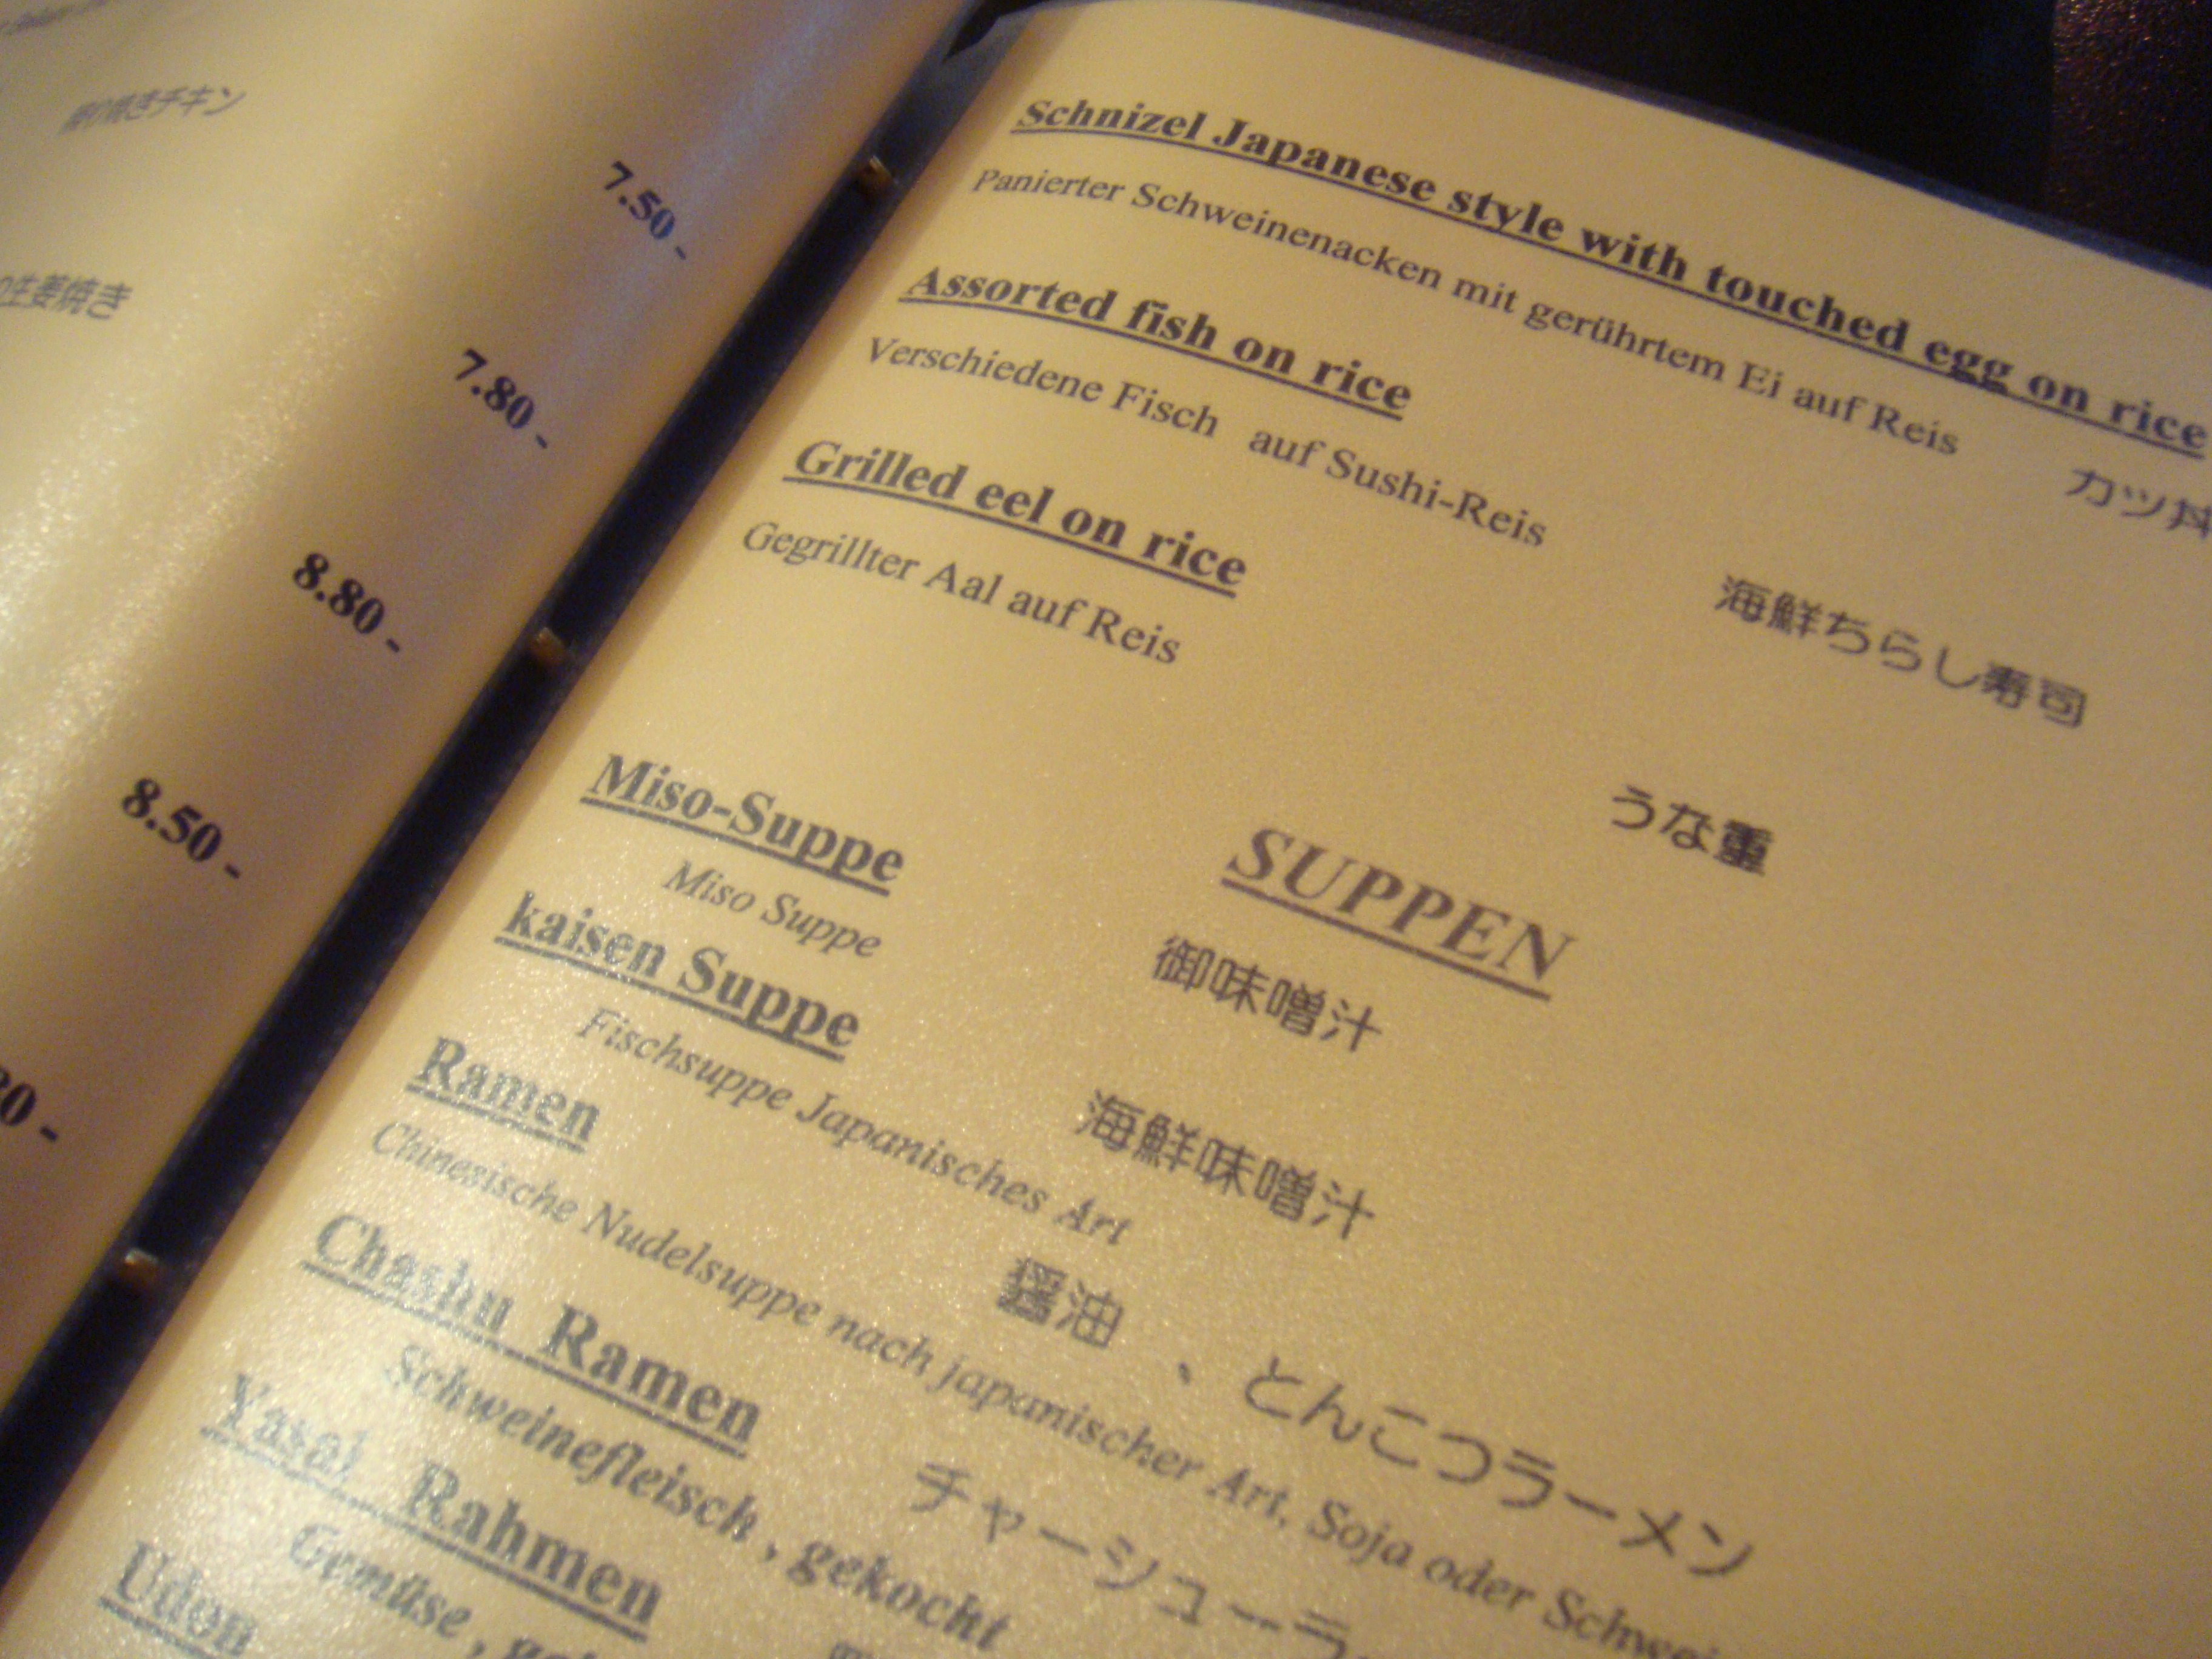 焼きチキン
7.50 -
生姜焼き
7.80 -
8.80 -
8.50 -
0 -
Schnizel Japanese style with touched egg on rice
Panierter Schweinenacken mit gerührtem Ei auf Reis
カツ丼
Assorted fish on rice
Verschiedene Fisch auf Sushi-Reis
海鮮ちらし寿司
Grilled eel on rice
Gegrillter Aal auf Reis
うな重
SUPPEN
Miso-Suppe
御味噌汁
Miso Suppe
kaisen Suppe
海鮮味噌汁
Fischsuppe Japanisches Art
Ramen
醤油 、とんこつラーメン
Chinesische Nudelsuppe nach japanischer Art, Soja oder Schwei
Chashu Ramen
チャーシューラ
Schweinefleisch , gekocht
Yasai Rahmen
Gemüse ,
Udon